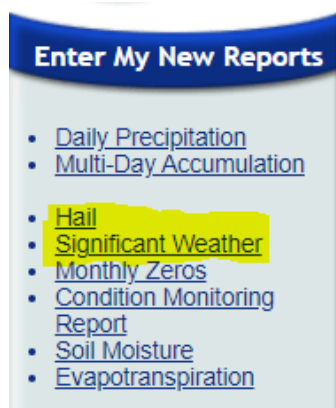 Enter My New Reports
Daily Precipitation
Multi-Day Accumulation
Hail
Significant Weather
Monthly Zeros
Condition Monitoring
Report
Soil Moisture
Evapotranspiration